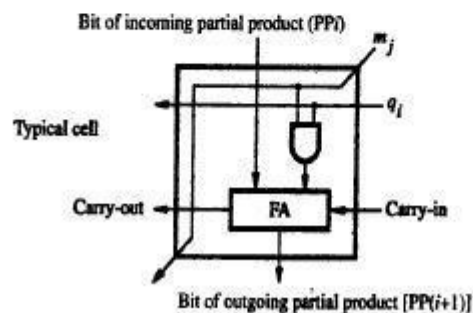 Bit of incoming partial product (PPi)
m_j
q_i
Typical cell
Carry-out
FA
Carry-in
Bit of outgoing partial product [PP(i+1)]